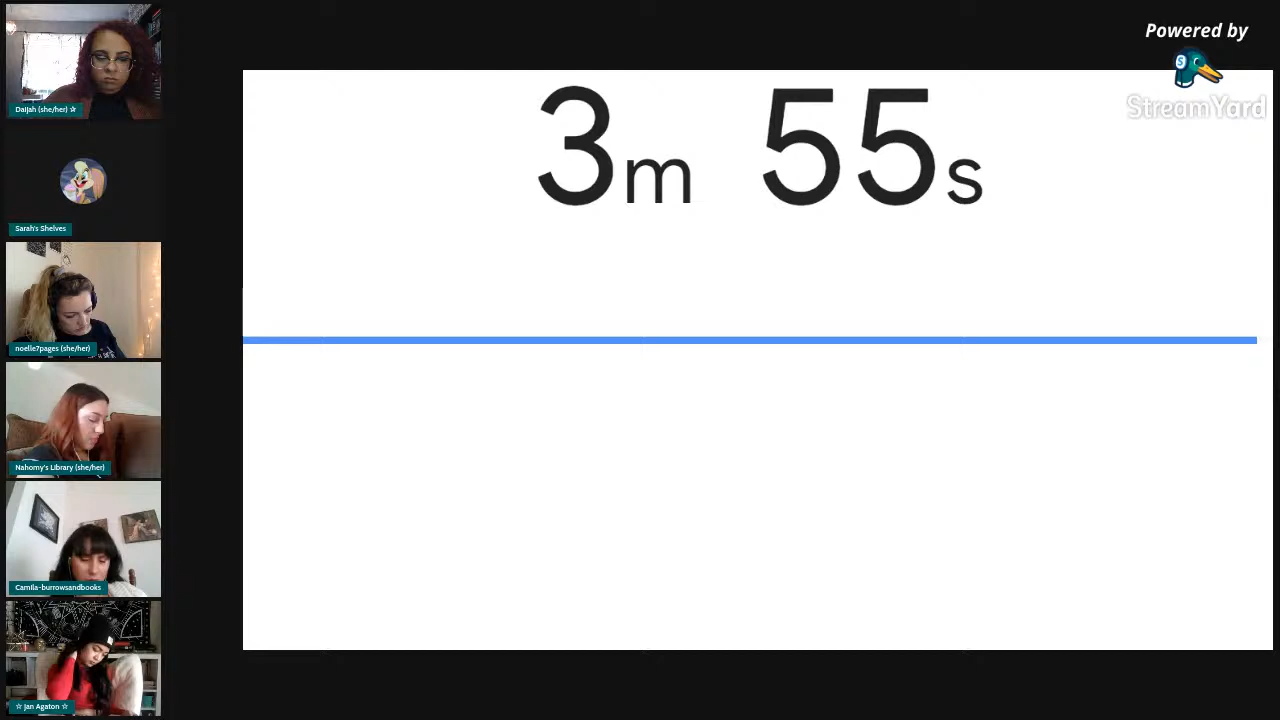 Daijah (she/her) ☆
Sarah's Shelves
noelle7pages (she/her)
Nahomy's Library (she/her)
Camila-burrowsandbooks
☆ Jan Agaton ☆
3m 55s
Powered by
S
StreamYard